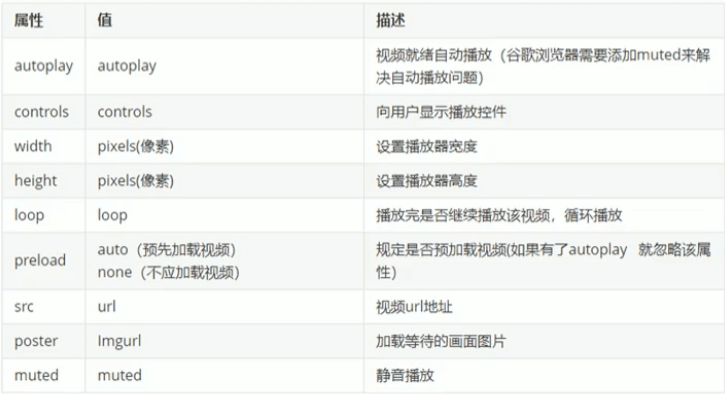 属性 值 描述
autoplay autoplay 视频就绪自动播放（谷歌浏览器需要添加muted来解
决自动播放问题）
controls controls 向用户显示播放控件
width pixels(像素) 设置播放器宽度
height pixels(像素) 设置播放器高度
loop loop 播放完是否继续播放该视频，循环播放
preload auto（预先加载视频）
none（不应加载视频） 规定是否预加载视频(如果有了autoplay 就忽略该属
性）
src url 视频url地址
poster Imgurl 加载等待的画面图片
muted muted 静音播放